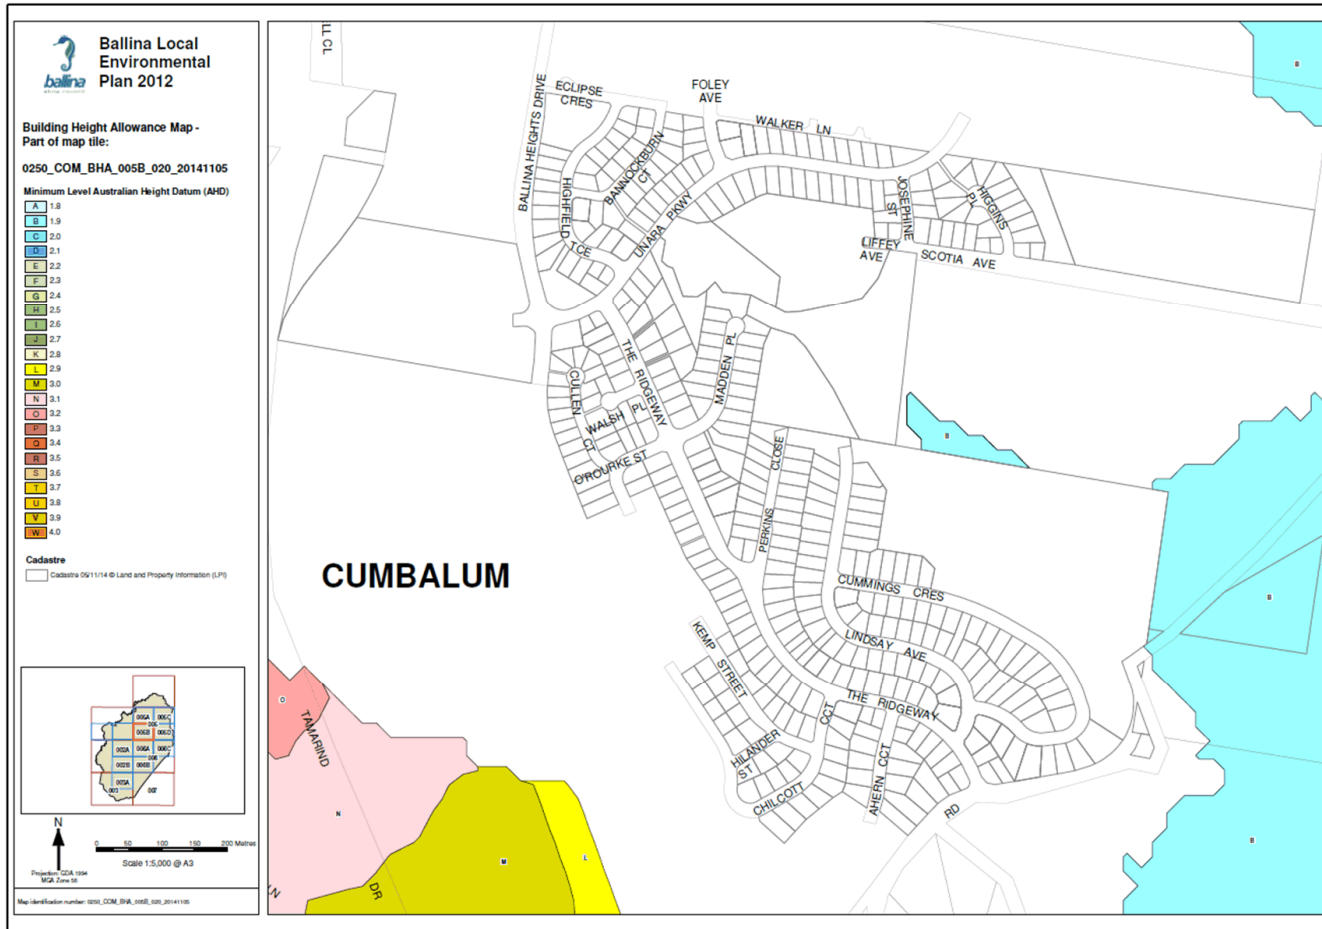 Ballina Local
Environmental
Plan 2012
ballina
Building Height Allowance Map -
Part of map tile:
0250_COM_BHA_005B_020_20141105
Minimum Level Australian Height Datum (AHD)
A 1.8
B 1.9
C 2.0
D 2.1
E 2.2
F 2.3
G 2.4
H 2.5
I 2.6
J 2.7
K 2.8
L 2.9
M 3.0
N 3.1
O 3.2
P 3.3
Q 3.4
R 3.5
S 3.6
T 3.7
U 3.8
V 3.9
W 4.0
Cadastre
Cadastre 05/11/14 © Land and Property Information (LPI)
N
0 50 100 150 200 Metres
Scale 1:5,000 @ A3
Projection: GDA 1994
MGA Zone 56
Map identification number: 0250_COM_BHA_005B_020_20141105
LL CL
ECLIPSE
CRES
FOLEY
AVE
WALKER LN
BALLINA HEIGHTS DRIVE
BANNOCKBURN
CT
HIGHFIELD
TCE
UNARA PKWY
JOSEPHINE
ST
HIGGINS
PL
LIFFEY
AVE
SCOTIA AVE
THE RIDGEWAY
MADDEN PL
CULLEN
CT
WALSH PL
O'ROURKE ST
PERKINS
CLOSE
CUMBALUM
CUMMINGS CRES
LINDSAY AVE
KEMP STREET
THE RIDGEWAY
HILANDER
ST
CHILCOTT
CCT
AHERN CCT
RD
TAMARIND
DR
LN
B
B
B
B
O
N
M
L